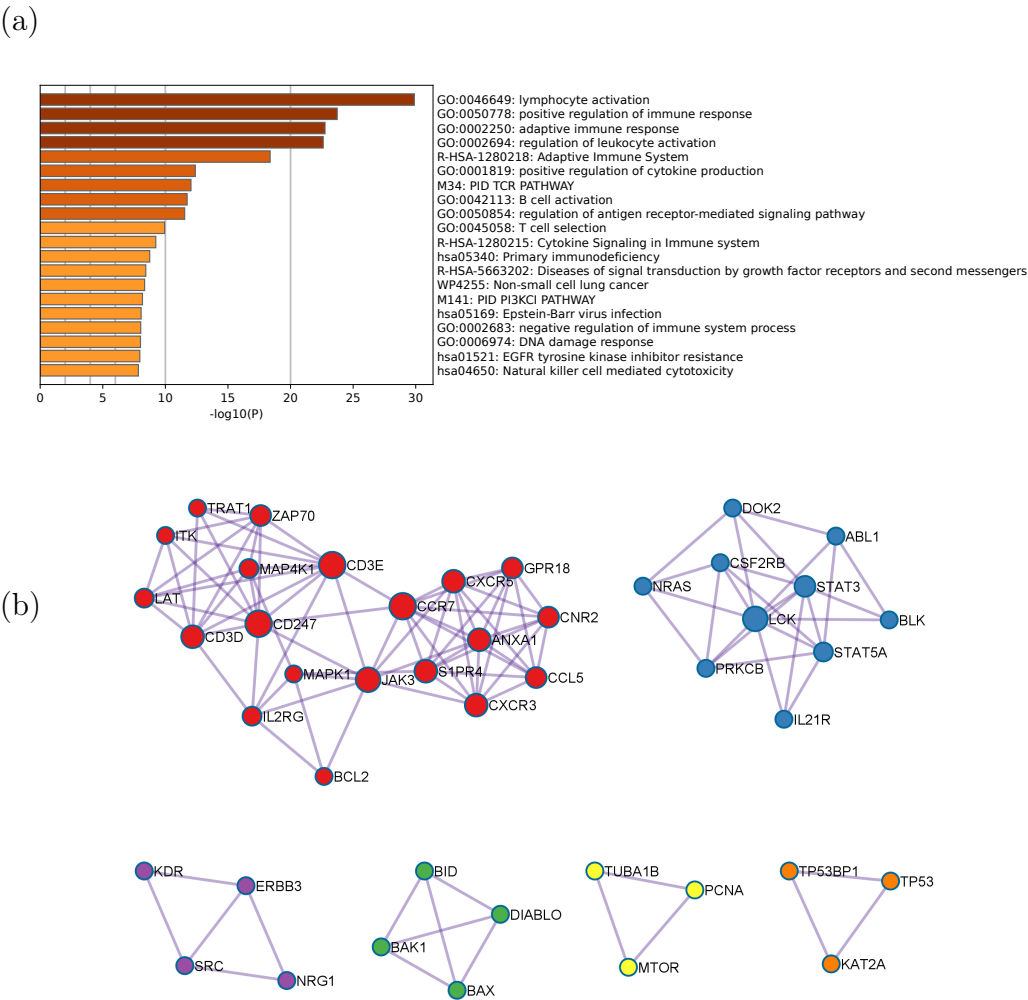 (a)
GO:0046649: lymphocyte activation
GO:0050778: positive regulation of immune response
GO:0002250: adaptive immune response
GO:0002694: regulation of leukocyte activation
R-HSA-1280218: Adaptive Immune System
GO:0001819: positive regulation of cytokine production
M34: PID TCR PATHWAY
GO:0042113: B cell activation
GO:0050854: regulation of antigen receptor-mediated signaling pathway
GO:0045058: T cell selection
R-HSA-1280215: Cytokine Signaling in Immune system
hsa05340: Primary immunodeficiency
R-HSA-5663202: Diseases of signal transduction by growth factor receptors and second messengers
WP4255: Non-small cell lung cancer
M141: PID PI3KCI PATHWAY
hsa05169: Epstein-Barr virus infection
GO:0002683: negative regulation of immune system process
GO:0006974: DNA damage response
hsa01521: EGFR tyrosine kinase inhibitor resistance
hsa04650: Natural killer cell mediated cytotoxicity
0 5 10 15 20 25 30
-log10(P)
(b)
TRAT1
ZAP70
ITK
CD3E
MAP4K1
LAT
CD247
CD3D
MAPK1
JAK3
IL2RG
BCL2
CXCR5
GPR18
CCR7
CNR2
ANXA1
S1PR4
CCL5
CXCR3
DOK2
ABL1
CSF2RB
NRAS
STAT3
LCK
BLK
STAT5A
PRKCB
IL21R
KDR
ERBB3
SRC
NRG1
BID
DIABLO
BAK1
BAX
TUBA1B
PCNA
MTOR
TP53BP1
TP53
KAT2A